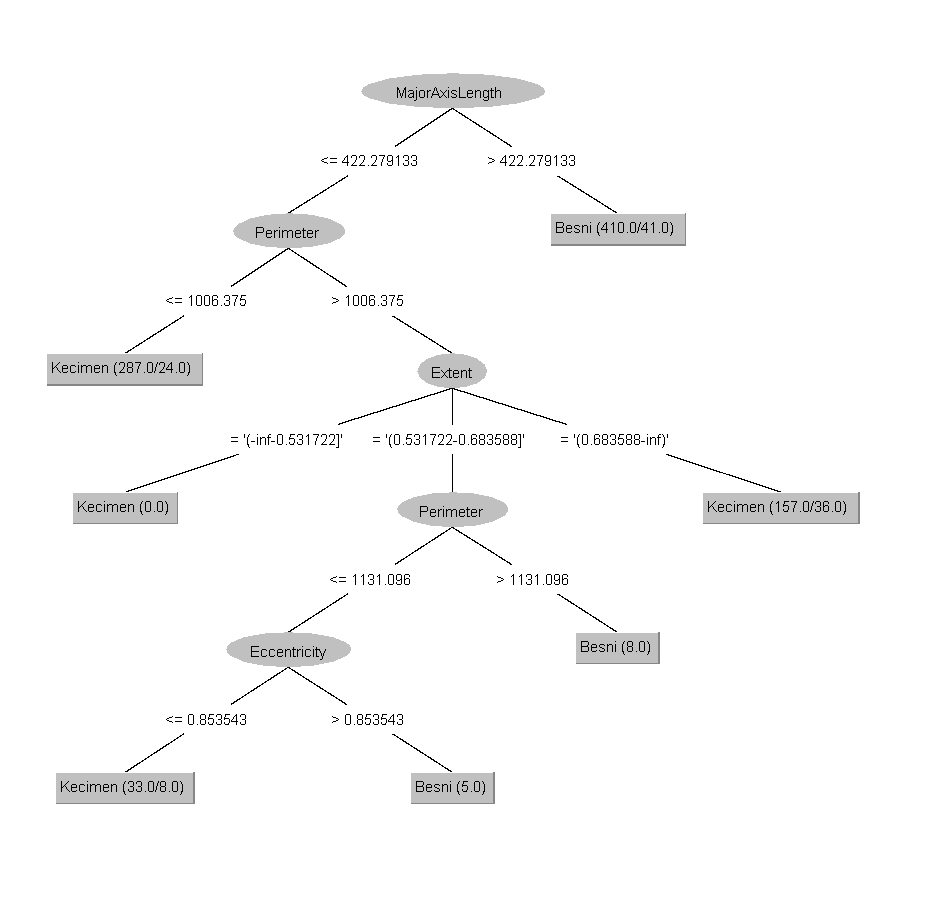 MajorAxisLength
<= 422.279133
> 422.279133
Perimeter
Besni (410.0/41.0)
<= 1006.375
> 1006.375
Kecimen (287.0/24.0)
Extent
= '(-inf-0.531722]'
= '(0.531722-0.683588]'
= '(0.683588-inf)'
Kecimen (0.0)
Perimeter
Kecimen (157.0/36.0)
<= 1131.096
> 1131.096
Eccentricity
Besni (8.0)
<= 0.853543
> 0.853543
Kecimen (33.0/8.0)
Besni (5.0)